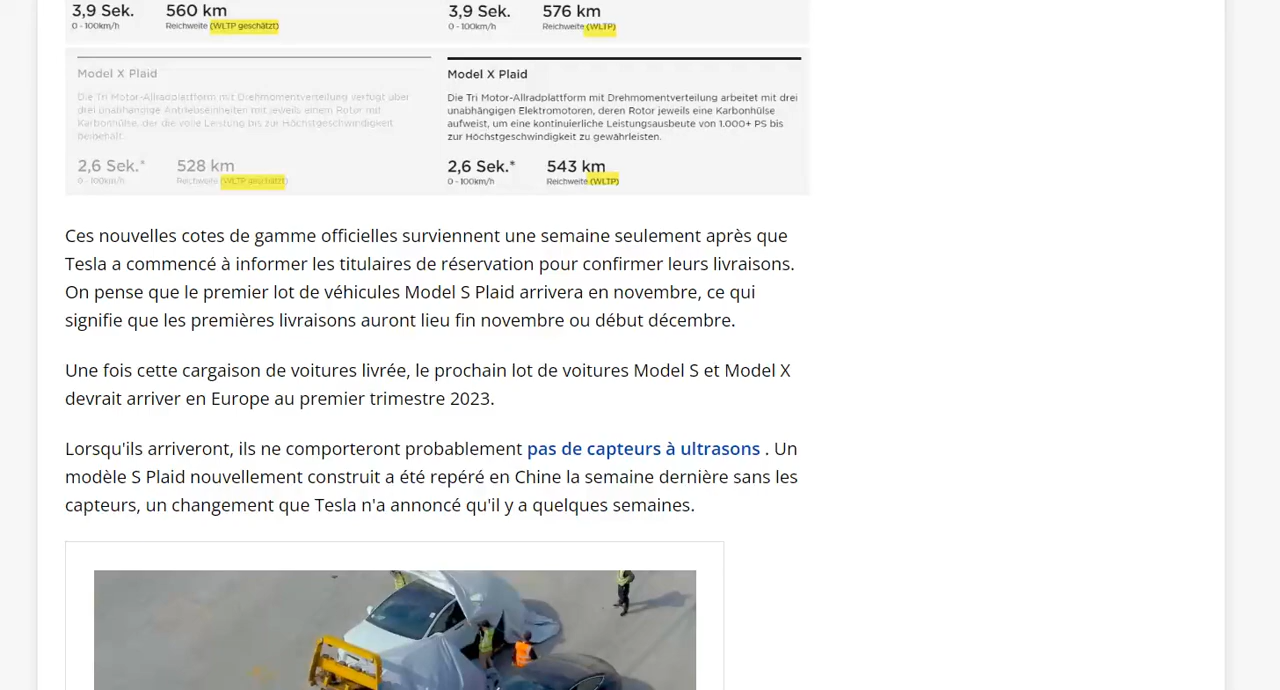 3,9 Sek. 560 km
0 - 100km/h Reichweite (WLTP geschätzt)
3,9 Sek. 576 km
0 - 100km/h Reichweite (WLTP)
Model X Plaid
Die Tri Motor-Allradplattform mit Drehmomentverteilung verfügt über
drei unabhängige Antriebseinheiten mit jeweils einem Rotor mit
Karbonhülse, der die volle Leistung bis zur Höchstgeschwindigkeit
beibehält.
2,6 Sek.* 528 km
0 - 100km/h Reichweite (WLTP geschätzt)
Model X Plaid
Die Tri Motor-Allradplattform mit Drehmomentverteilung arbeitet mit drei
unabhängigen Elektromotoren, deren Rotor jeweils eine Karbonhülse
aufweist, um eine kontinuierliche Leistungsausbeute von 1.000+ PS bis
zur Höchstgeschwindigkeit zu gewährleisten.
2,6 Sek.* 543 km
0 - 100km/h Reichweite (WLTP)
Ces nouvelles cotes de gamme officielles surviennent une semaine seulement après que
Tesla a commencé à informer les titulaires de réservation pour confirmer leurs livraisons.
On pense que le premier lot de véhicules Model S Plaid arrivera en novembre, ce qui
signifie que les premières livraisons auront lieu fin novembre ou début décembre.
Une fois cette cargaison de voitures livrée, le prochain lot de voitures Model S et Model X
devrait arriver en Europe au premier trimestre 2023.
Lorsqu'ils arriveront, ils ne comporteront probablement pas de capteurs à ultrasons . Un
modèle S Plaid nouvellement construit a été repéré en Chine la semaine dernière sans les
capteurs, un changement que Tesla n'a annoncé qu'il y a quelques semaines.